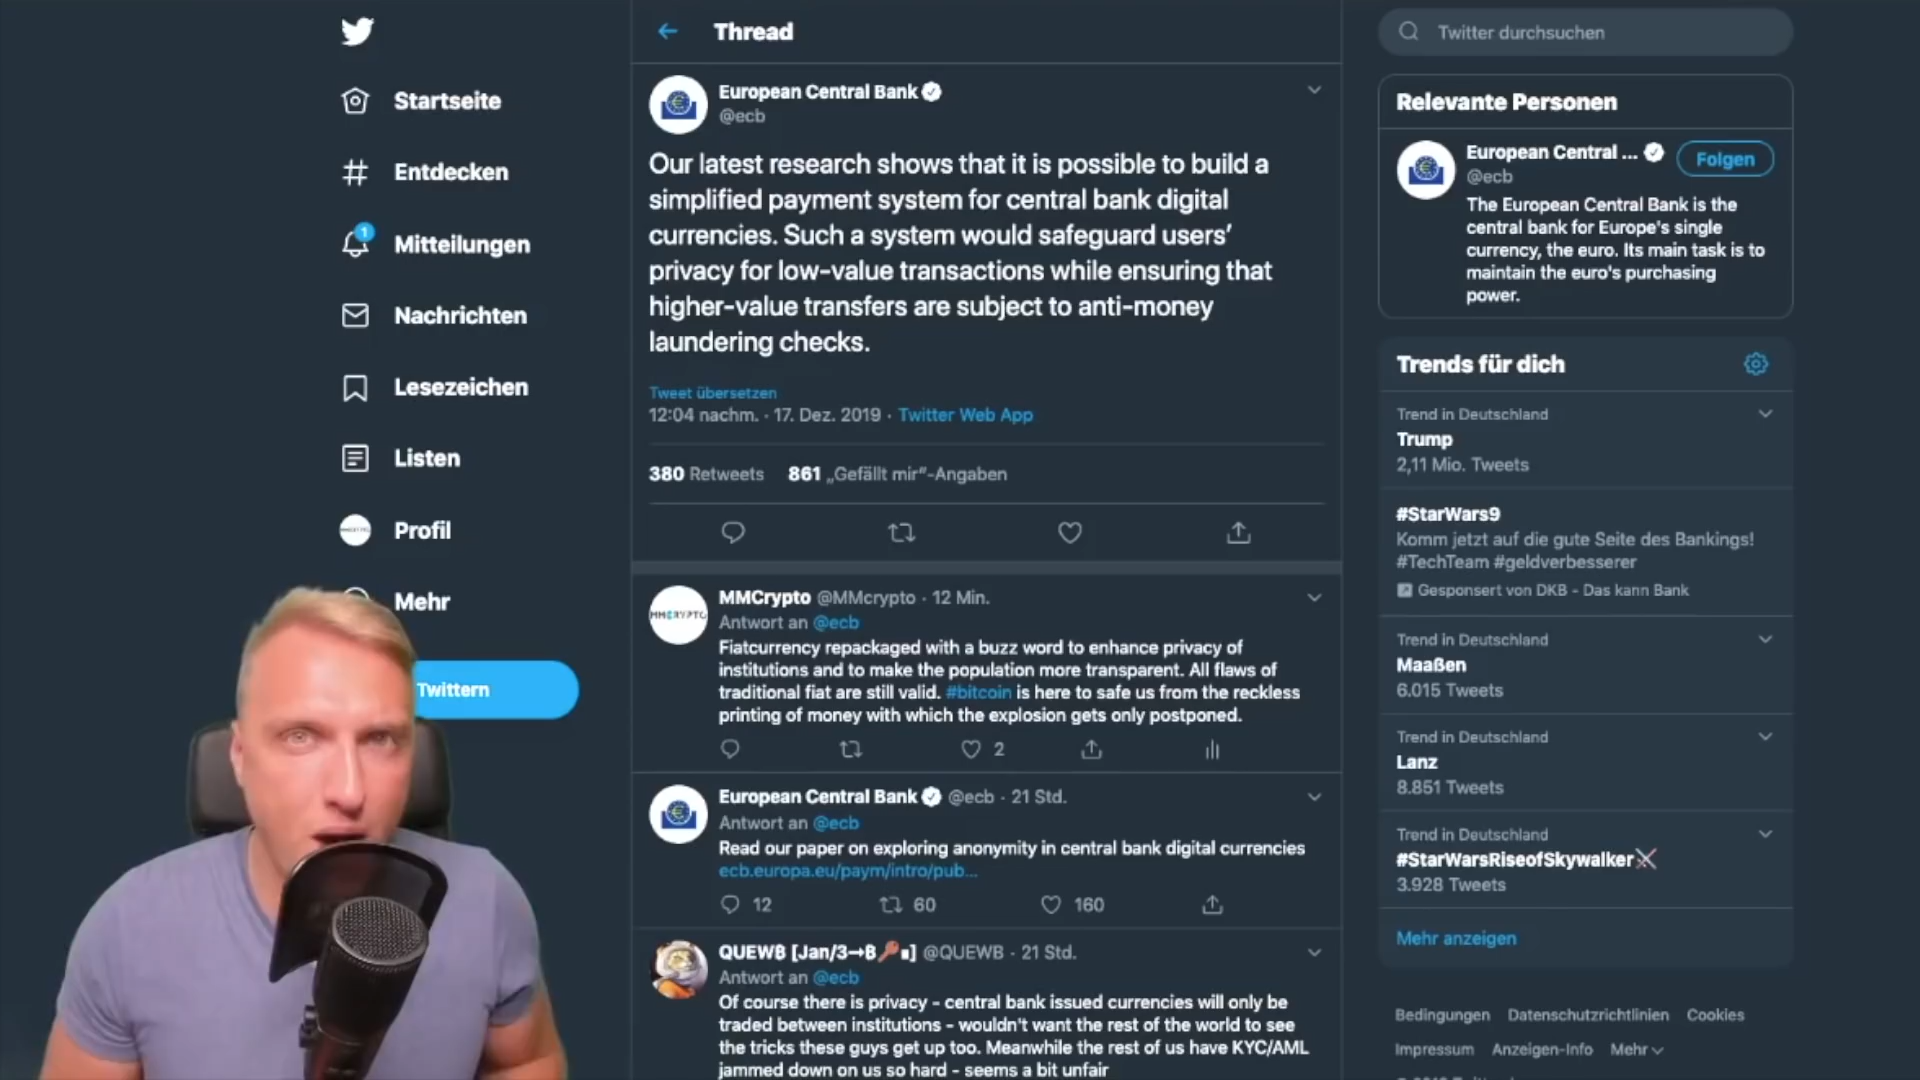 Startseite
Entdecken
1
Mitteilungen
Nachrichten
Lesezeichen
Listen
Profil
Mehr
Twittern
Thread
European Central Bank
@ecb
Our latest research shows that it is possible to build a
simplified payment system for central bank digital
currencies. Such a system would safeguard users’
privacy for low-value transactions while ensuring that
higher-value transfers are subject to anti-money
laundering checks.
Tweet übersetzen
12:04 nachm. · 17. Dez. 2019 · Twitter Web App
380 Retweets 861 „Gefällt mir“-Angaben
MMCRYPTO
MMCrypto @MMcrypto · 12 Min.
Antwort an @ecb
Fiatcurrency repackaged with a buzz word to enhance privacy of
institutions and to make the population more transparent. All flaws of
traditional fiat are still valid. #bitcoin is here to safe us from the reckless
printing of money with which the explosion gets only postponed.
2
European Central Bank @ecb · 21 Std.
Antwort an @ecb
Read our paper on exploring anonymity in central bank digital currencies
ecb.europa.eu/paym/intro/pub...
12 60 160
QUEWB [Jan/3→B🔑∎] @QUEWB · 21 Std.
Antwort an @ecb
Of course there is privacy - central bank issued currencies will only be
traded between institutions - wouldn't want the rest of the world to see
the tricks these guys get up too. Meanwhile the rest of us have KYC/AML
jammed down on us so hard - seems a bit unfair
Twitter durchsuchen
Relevante Personen
European Central ...
Folgen
@ecb
The European Central Bank is the
central bank for Europe's single
currency, the euro. Its main task is to
maintain the euro's purchasing
power.
Trends für dich
Trend in Deutschland
Trump
2,11 Mio. Tweets
#StarWars9
Komm jetzt auf die gute Seite des Bankings!
#TechTeam #geldverbesserer
Gesponsert von DKB - Das kann Bank
Trend in Deutschland
Maaßen
6.015 Tweets
Trend in Deutschland
Lanz
8.851 Tweets
Trend in Deutschland
#StarWarsRiseofSkywalker⚔
3.928 Tweets
Mehr anzeigen
Bedingungen Datenschutzrichtlinien Cookies
Impressum Anzeigen-Info Mehr